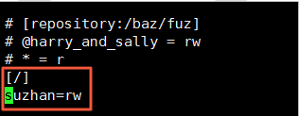 # [repository:/baz/fuz]
# @harry_and_sally = rw
# * = r
[/]
suzhan=rw